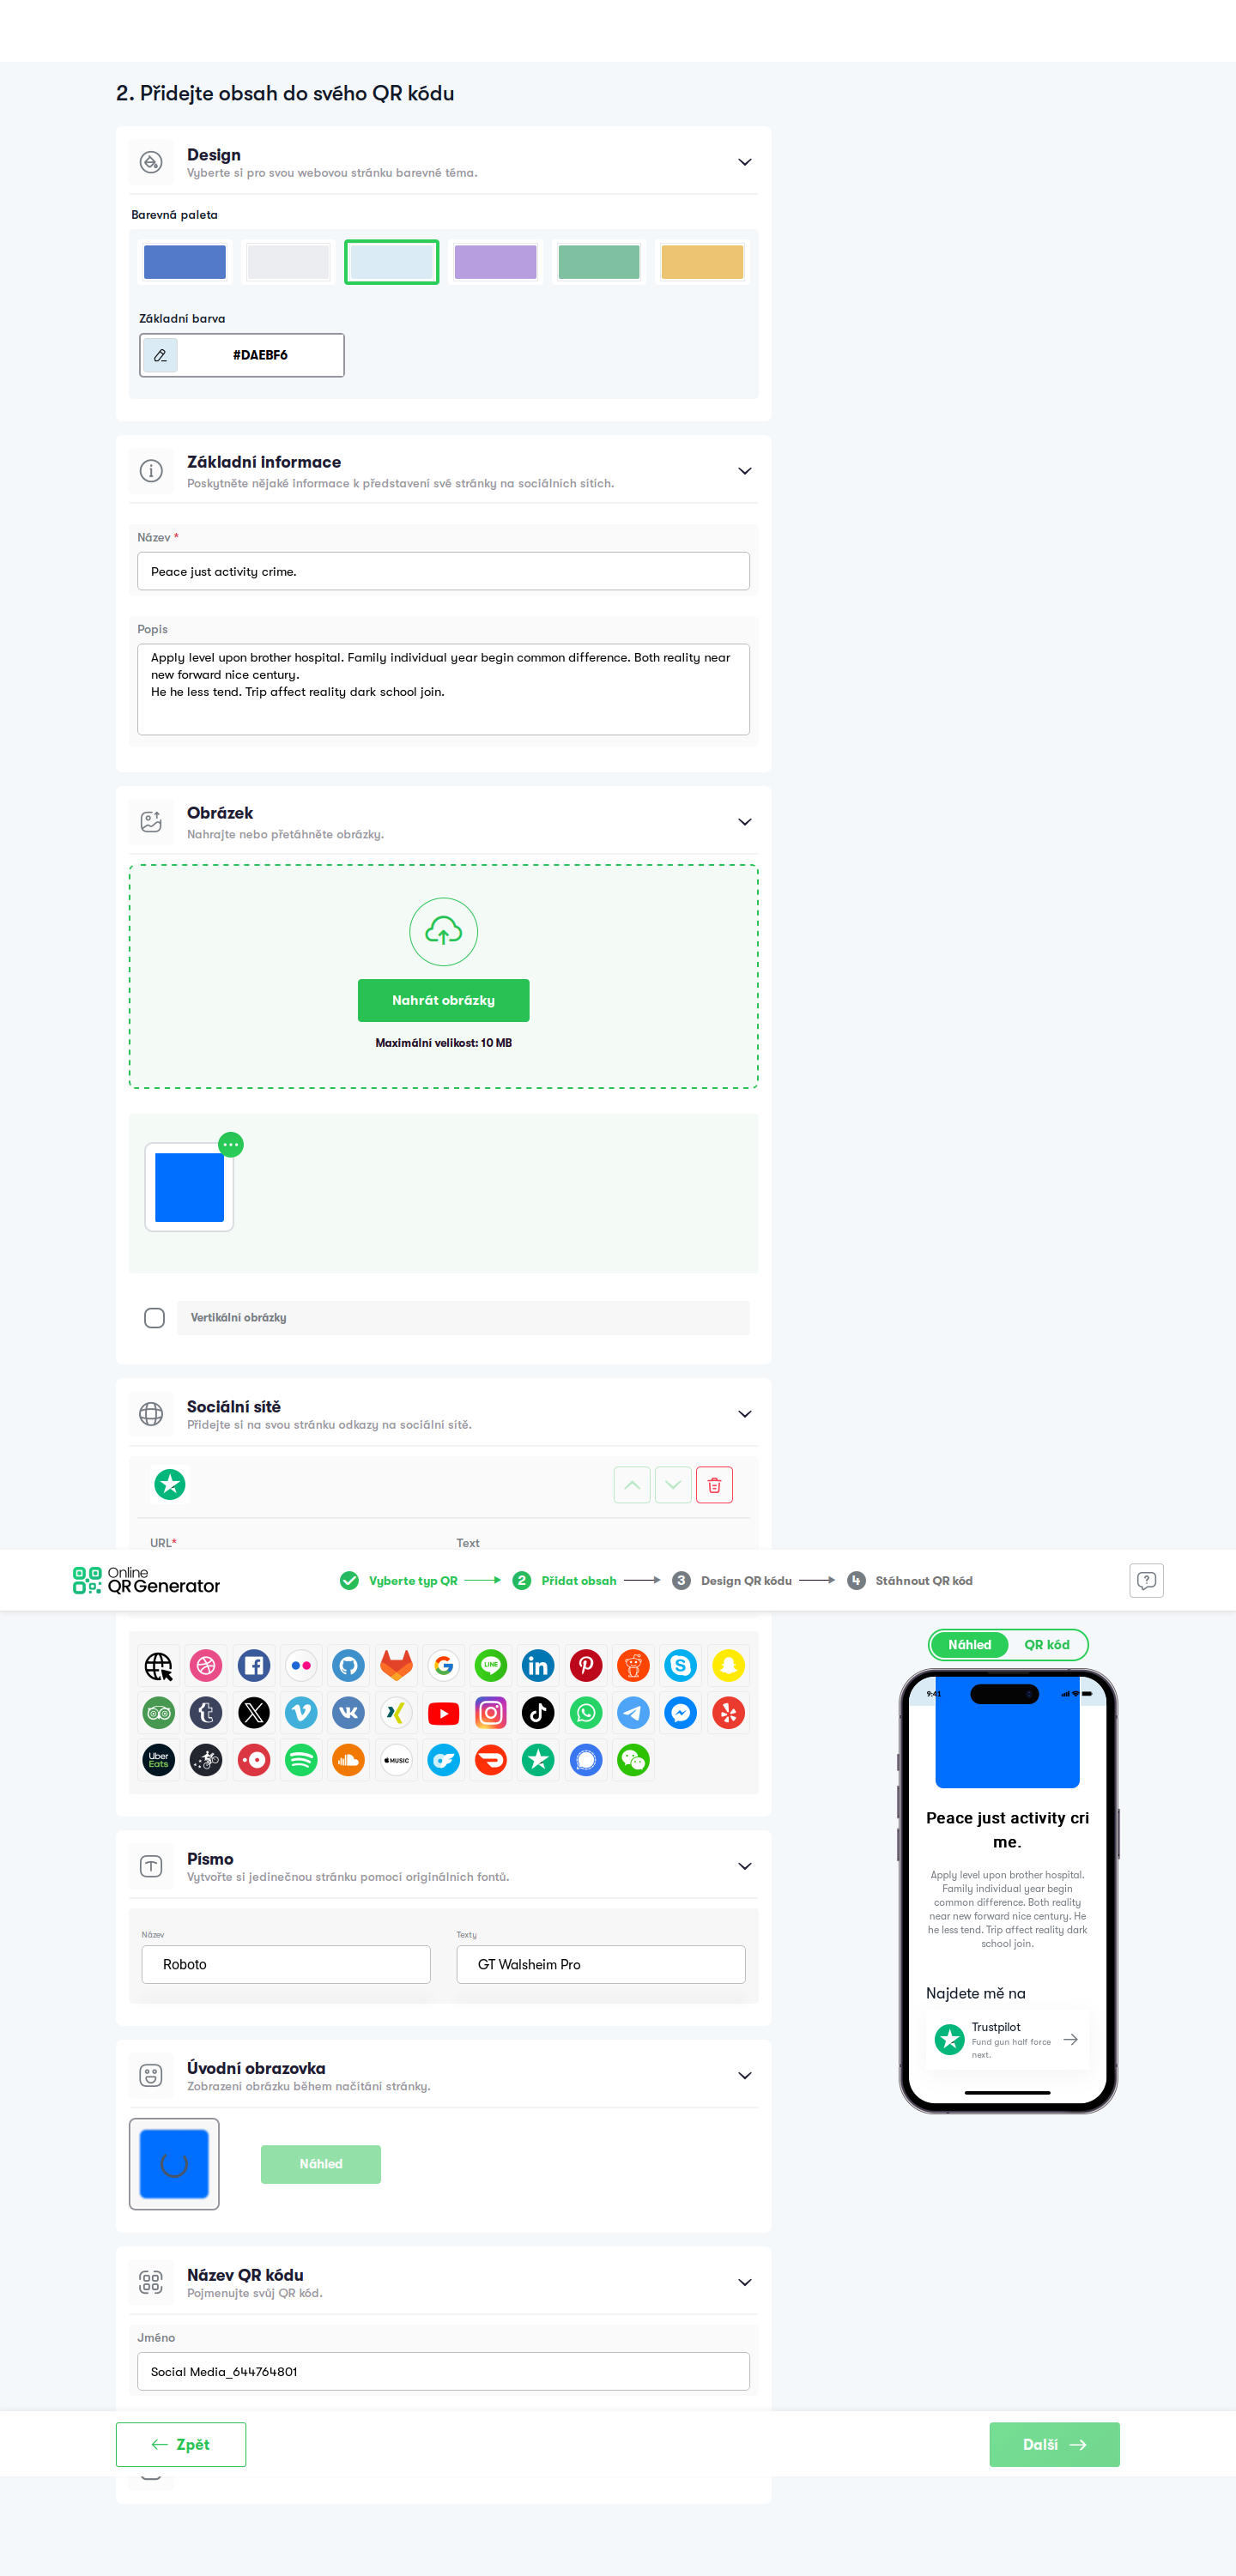 2. Přidejte obsah do svého QR kódu
Design
Vyberte si pro svou webovou stránku barevné téma.
Barevná paleta
Základní barva
#DAEBF6
Základní informace
Poskytněte nějaké informace k představení své stránky na sociálních sítích.
Název *
Peace just activity crime.
Popis
Apply level upon brother hospital. Family individual year begin common difference. Both reality near
new forward nice century.
He he less tend. Trip affect reality dark school join.
Obrázek
Nahrajte nebo přetáhněte obrázky.
Nahrát obrázky
Maximální velikost: 10 MB
Vertikální obrázky
Sociální sítě
Přidejte si na svou stránku odkazy na sociální sítě.
URL*
Text
Online
QR Generator
Vyberte typ QR
2 Přidat obsah
3 Design QR kódu
4 Stáhnout QR kód
LINE
Uber
Eats
MUSIC
Písmo
Vytvořte si jedinečnou stránku pomocí originálních fontů.
Název
Texty
Roboto
GT Walsheim Pro
Úvodní obrazovka
Zobrazení obrázku během načítání stránky.
Náhled
Název QR kódu
Pojmenujte svůj QR kód.
Jméno
Social Media_644764801
Zpět
Další
Náhled
QR kód
9:41
Peace just activity cri
me.
Apply level upon brother hospital.
Family individual year begin
common difference. Both reality
near new forward nice century. He
he less tend. Trip affect reality dark
school join.
Najdete mě na
Trustpilot
Fund gun half force
next.